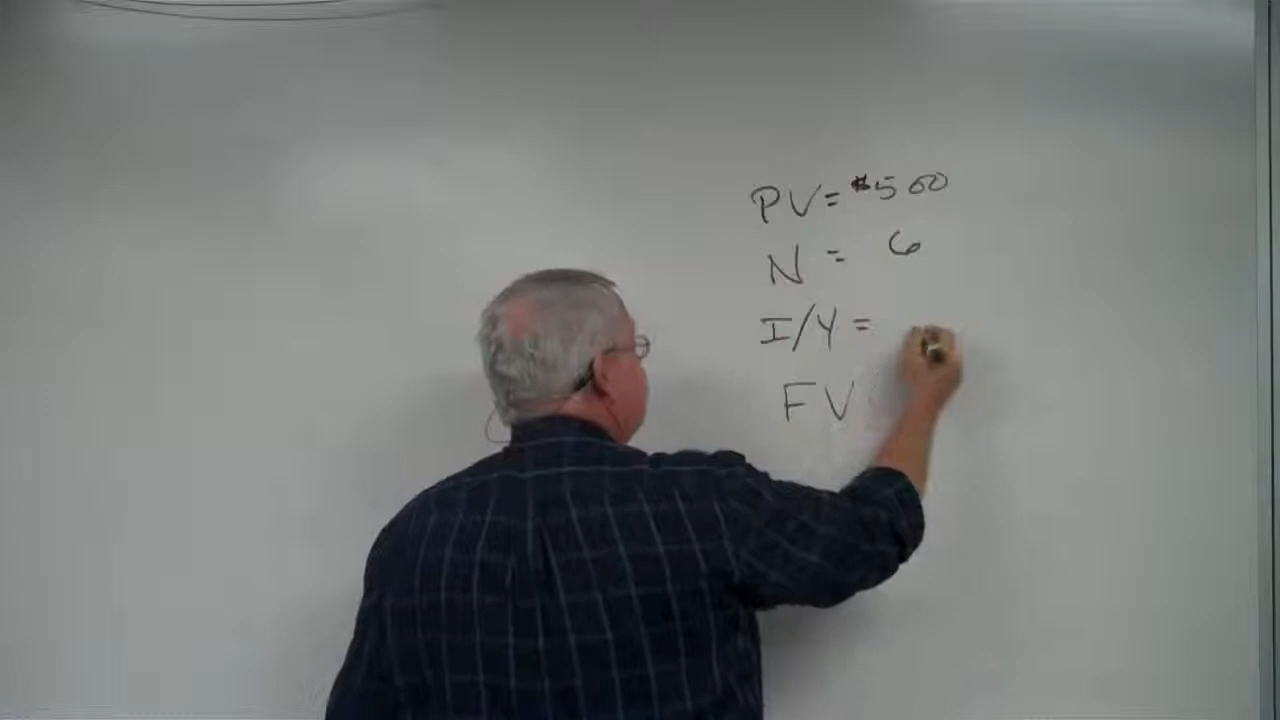 PV = $500
N = 6
I/Y =
FV